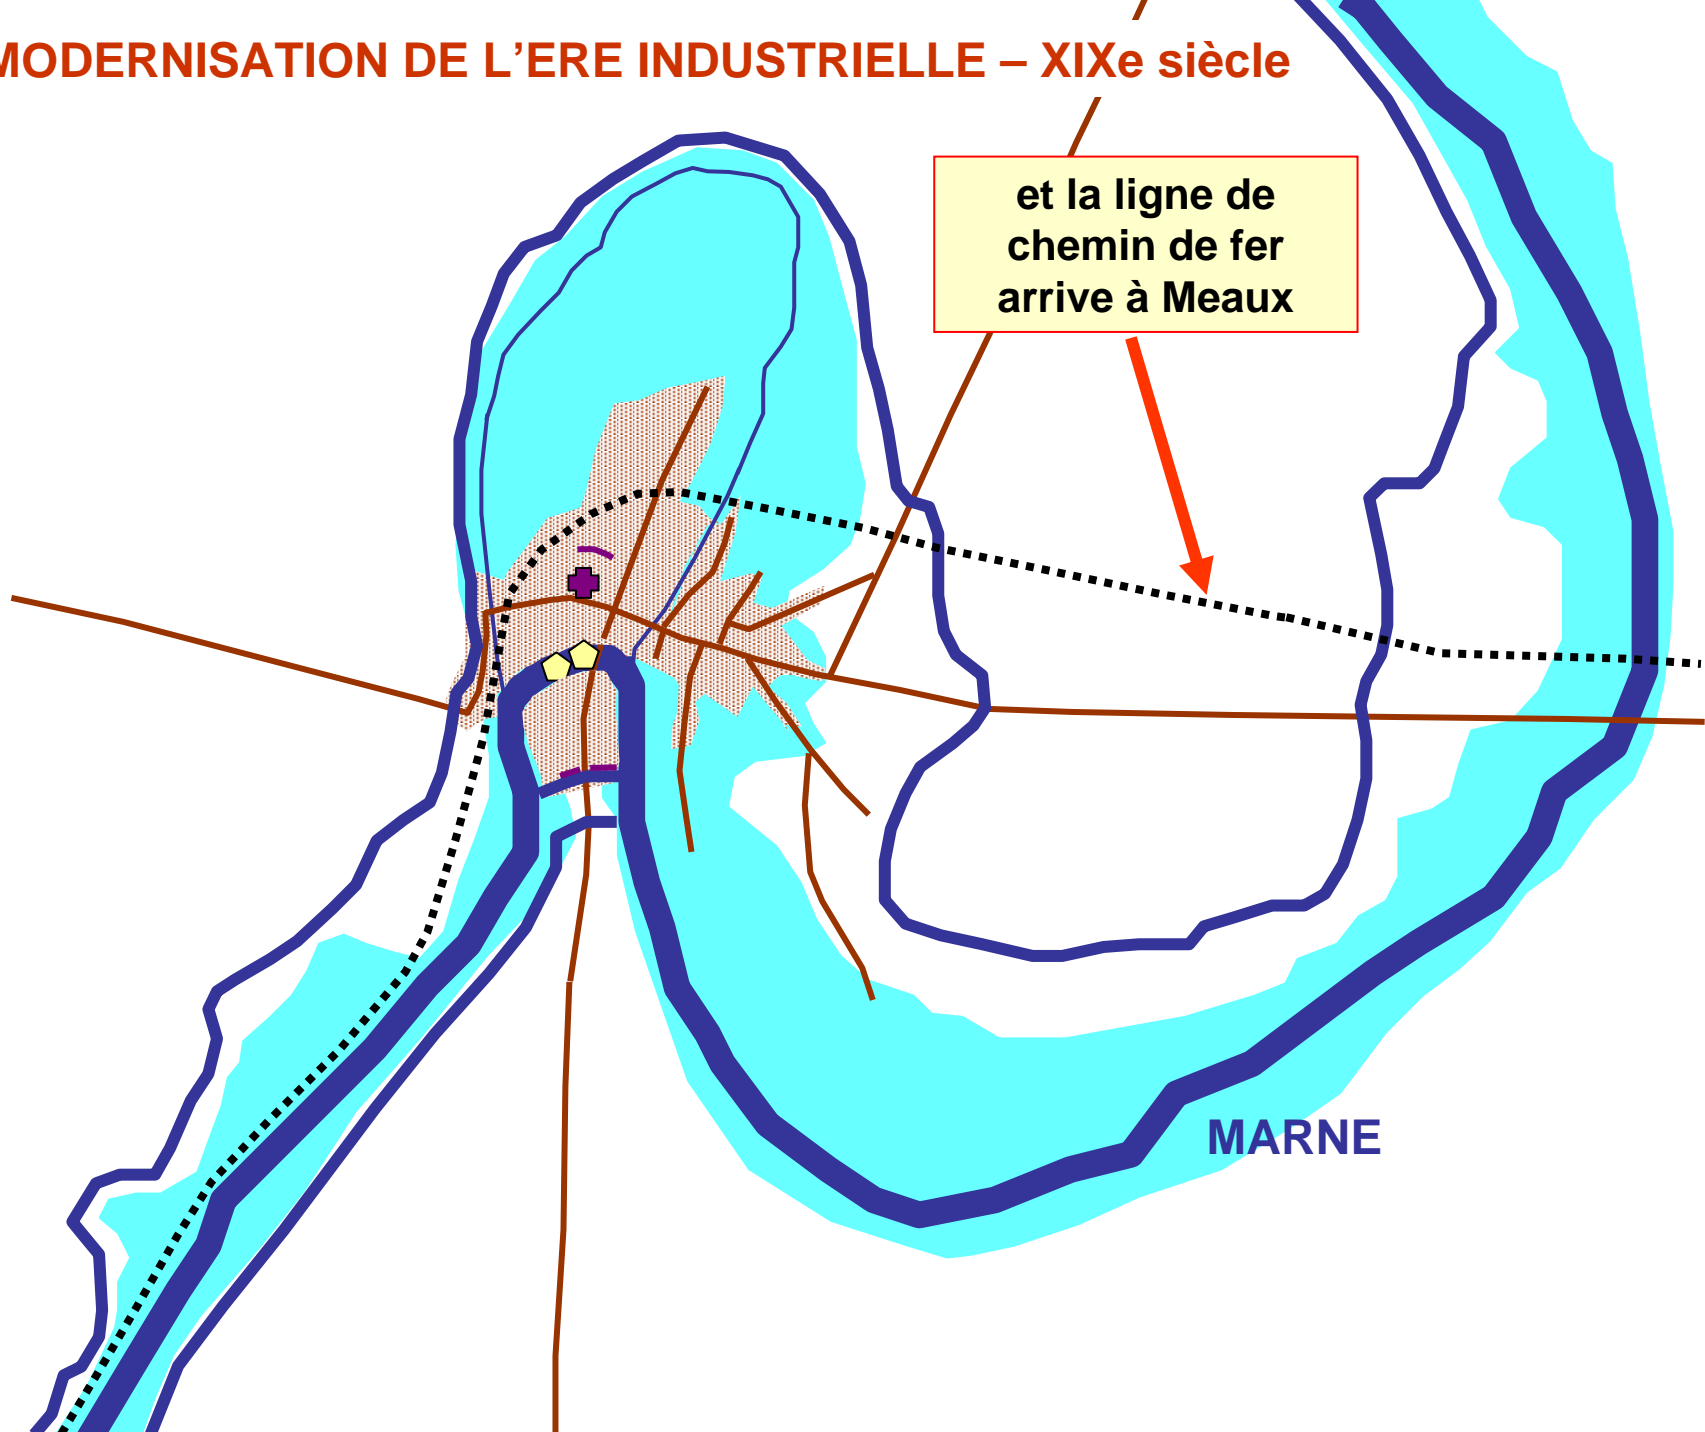 MODERNISATION DE L’ERE INDUSTRIELLE – XIXe siècle
et la ligne de
chemin de fer
arrive à Meaux
MARNE